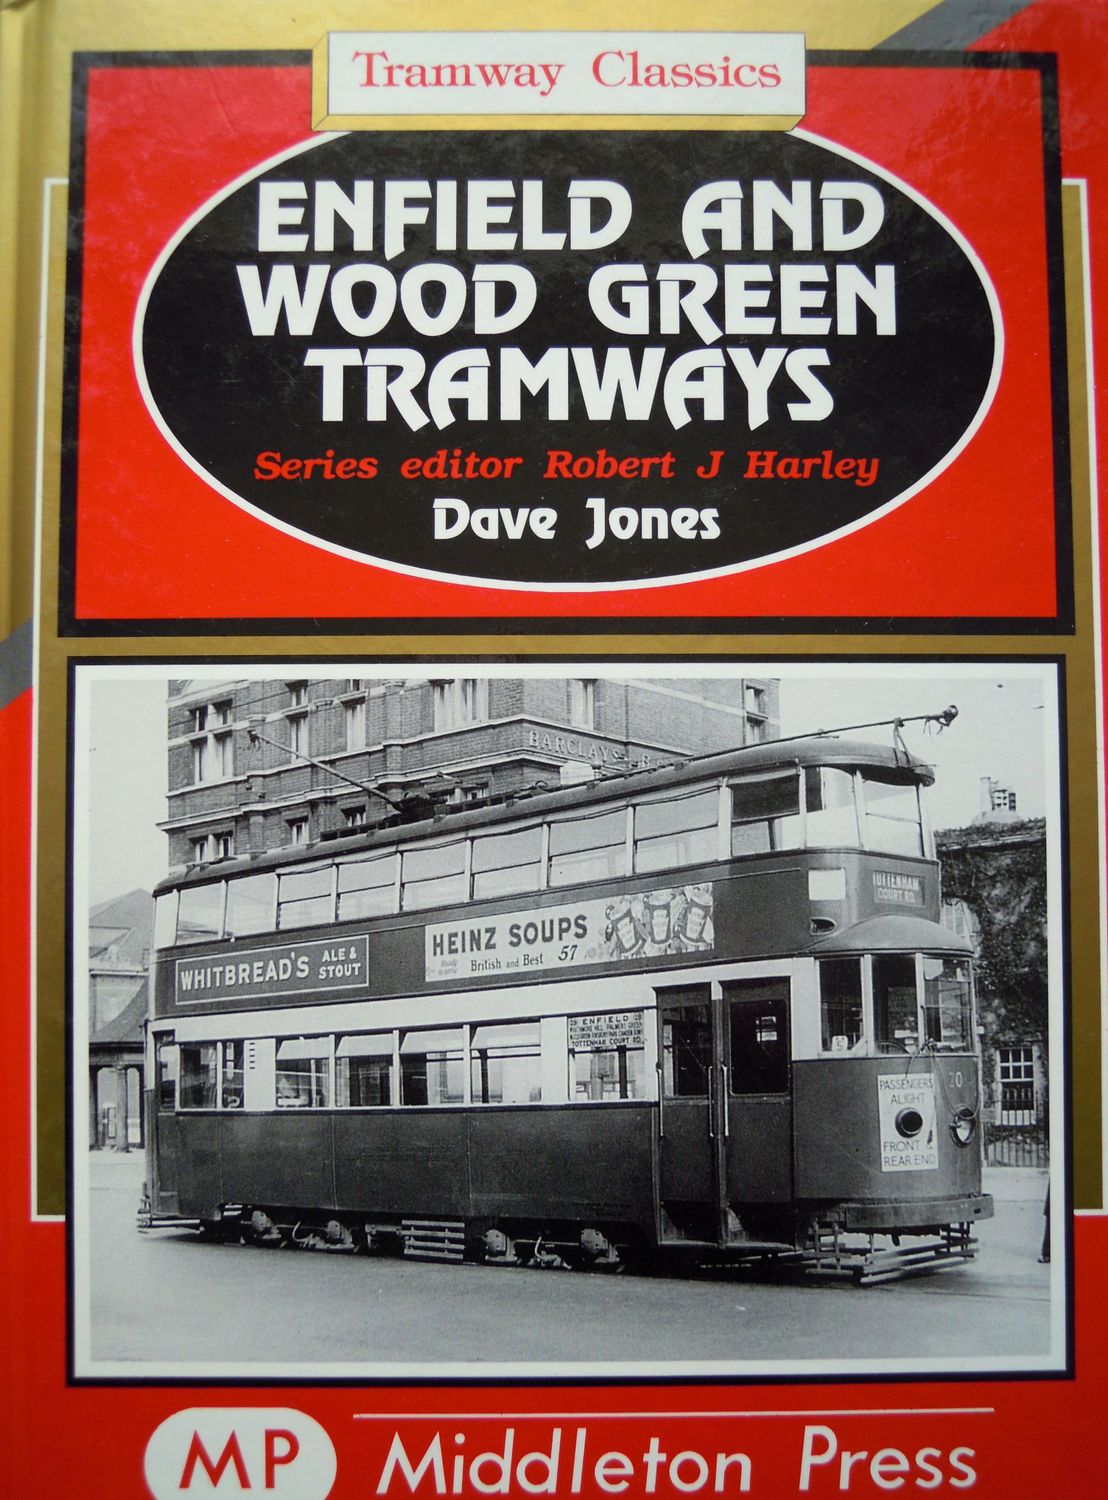 Tramway Classics
ENFIELD AND
WOOD GREEN
TRAMWAYS
Series editor Robert J Harley
Dave Jones
BARCLAYS
TOTTENHAM
COURT RD
WHITBREAD'S ALE &
STOUT
HEINZ SOUPS
British and Best 57
29 ENFIELD 29
TOTTENHAM COURT RD.
PASSENGERS
ALIGHT
FRONT &
REAR END
MP Middleton Press